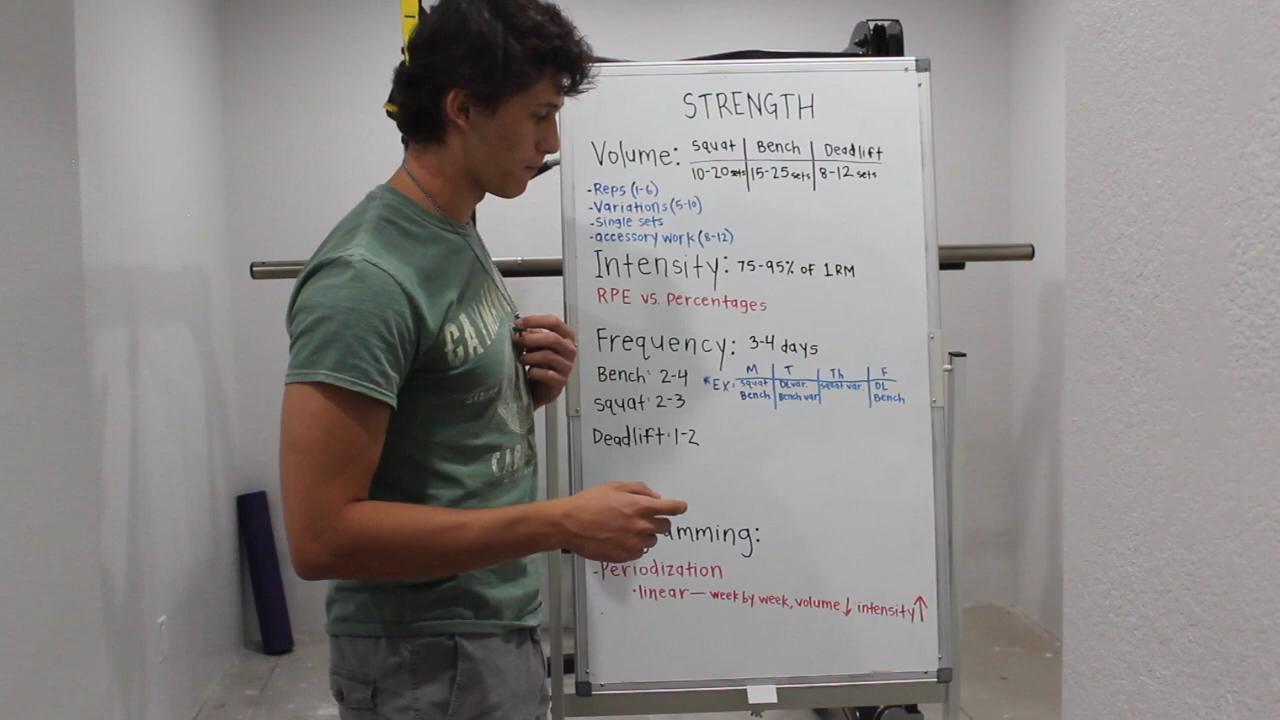 STRENGTH
Volume: Squat Bench Deadlift
10-20 sets 15-25 sets 8-12 sets
-Reps (1-6)
-Variations (5-10)
-Single sets
-accessory work (8-12)
Intensity: 75-95% of 1RM
RPE vs. Percentages
Frequency: 3-4 days
Bench: 2-4
Squat: 2-3
Deadlift: 1-2
*EX: M T Th F
Squat DL var. Squat var. DL
Bench Bench var Bench
amming:
-Periodization
-linear — week by week, volume ↓ intensity ↑